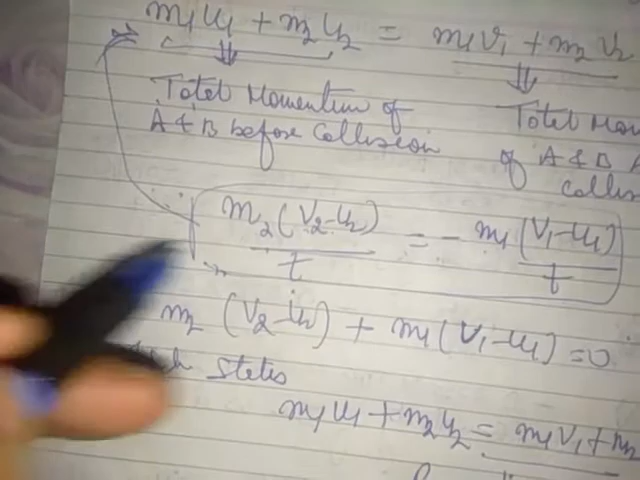 m₁u₁ + m₂u₂ = m₁v₁ + m₂v₂
Total Momentum of
A & B before Collision
Total Mom
of A & B A
collis
m₂(v₂-u₂)/t = - m₁(v₁-u₁)/t
m₂ (v₂-u₂) + m₁(v₁-u₁) = 0
states
m₁u₁ + m₂u₂ = m₁v₁ + m₂